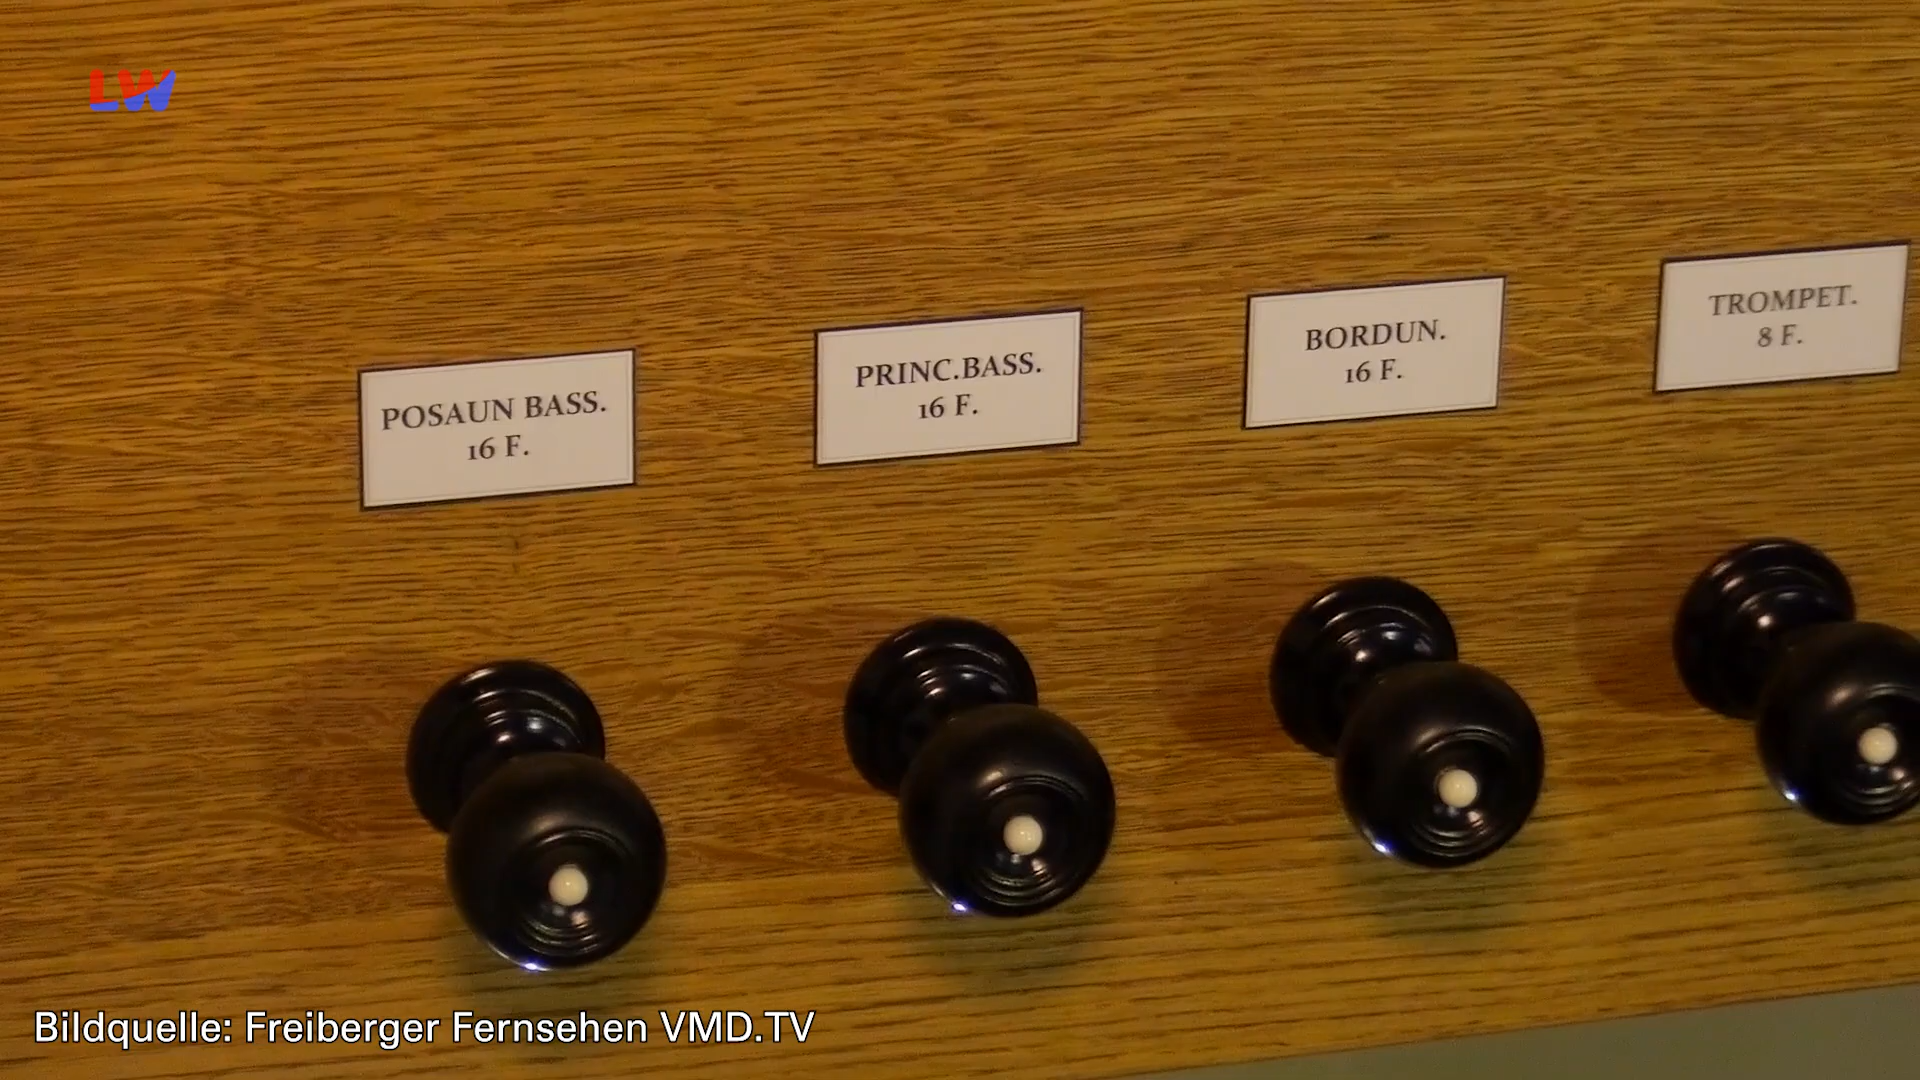 LW
POSAUN BASS.
16 F.
PRINC.BASS.
16 F.
BORDUN.
16 F.
TROMPET.
8 F.
Bildquelle: Freiberger Fernsehen VMD.TV